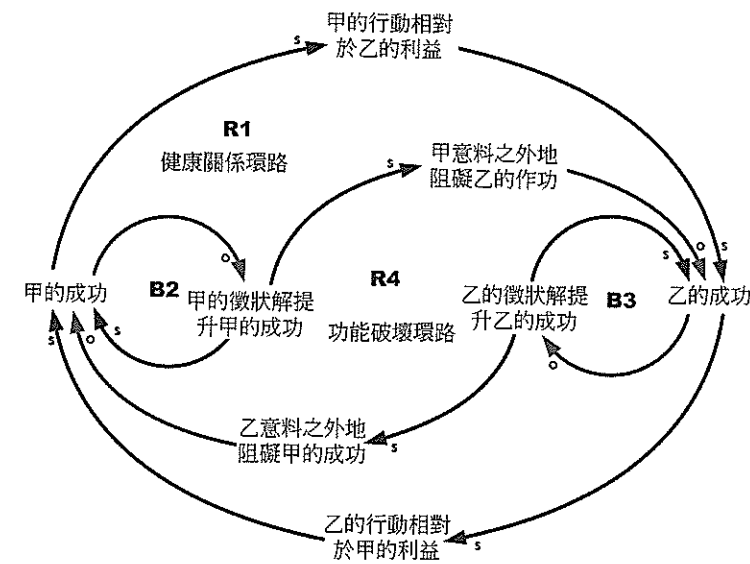 甲的行動相對
於乙的利益
s
R1
健康關係環路
s
甲意料之外地
阻礙乙的作功
o
s
o
s
甲的成功
B2
甲的徵狀解提
升甲的成功
R4
功能破壞環路
乙的徵狀解提
升乙的成功
B3
乙的成功
s
o
s
o
乙意料之外地
阻礙甲的成功
s
乙的行動相對
於甲的利益
s